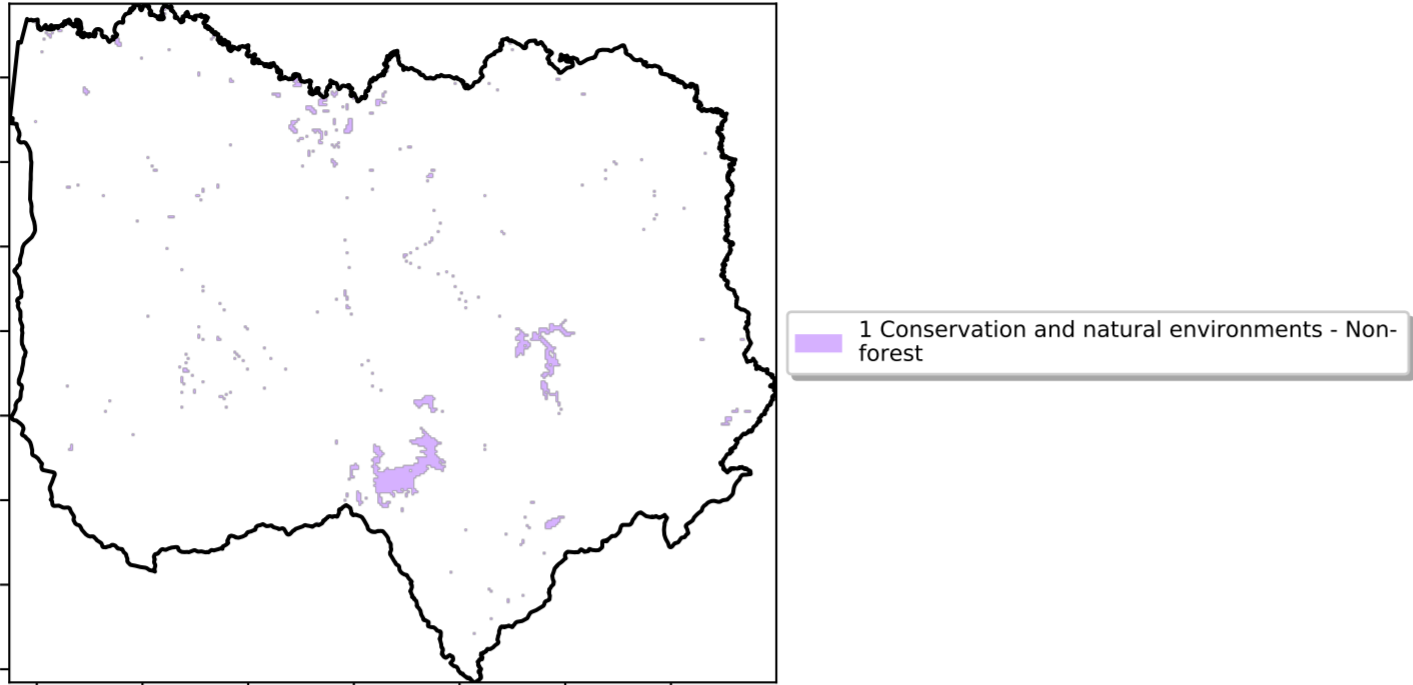 1 Conservation and natural environments - Non-
forest